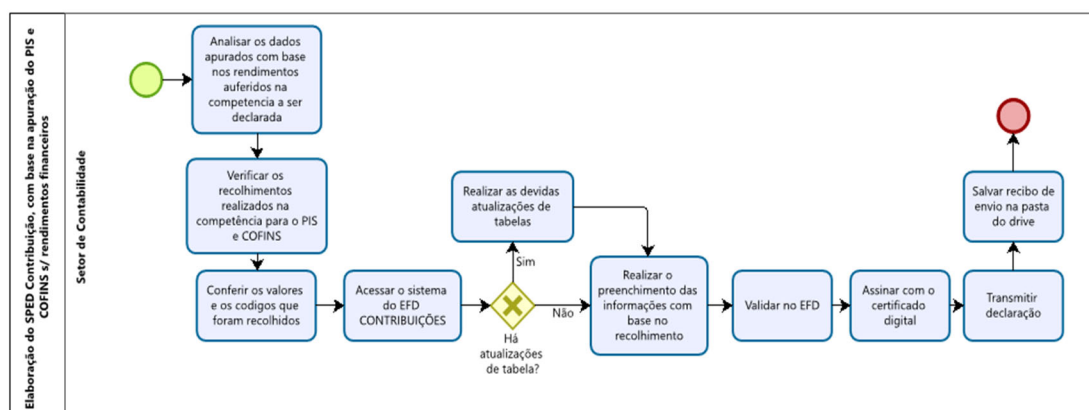 Elaboração do SPED Contribuição, com base na apuração do PIS e
COFINS s/ rendimentos financeiros
Setor de Contabilidade
Analisar os dados
apurados com base
nos rendimentos
auferidos na
competencia a ser
declarada
Verificar os
recolhimentos
realizados na
competência para o PIS
e COFINS
Conferir os valores
e os codigos que
foram recolhidos
Acessar o sistema
do EFD
CONTRIBUIÇÕES
Há
atualizações
de tabela?
Sim
Não
Realizar as devidas
atualizações de
tabelas
Realizar o
preenchimento das
informações com
base no
recolhimento
Validar no EFD
Assinar com o
certificado
digital
Transmitir
declaração
Salvar recibo de
envio na pasta
do drive